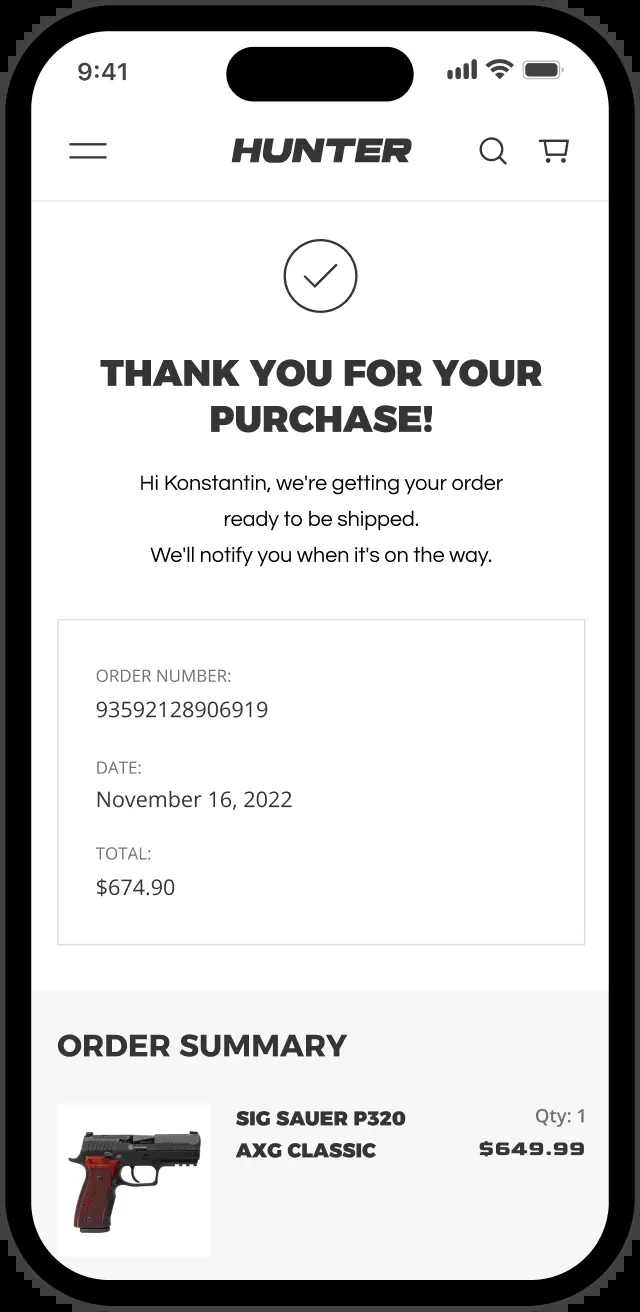 9:41
HUNTER
THANK YOU FOR YOUR
PURCHASE!
Hi Konstantin, we're getting your order
ready to be shipped.
We'll notify you when it's on the way.
ORDER NUMBER:
93592128906919
DATE:
November 16, 2022
TOTAL:
$674.90
ORDER SUMMARY
SIG SAUER P320
AXG CLASSIC
Qty: 1
$649.99